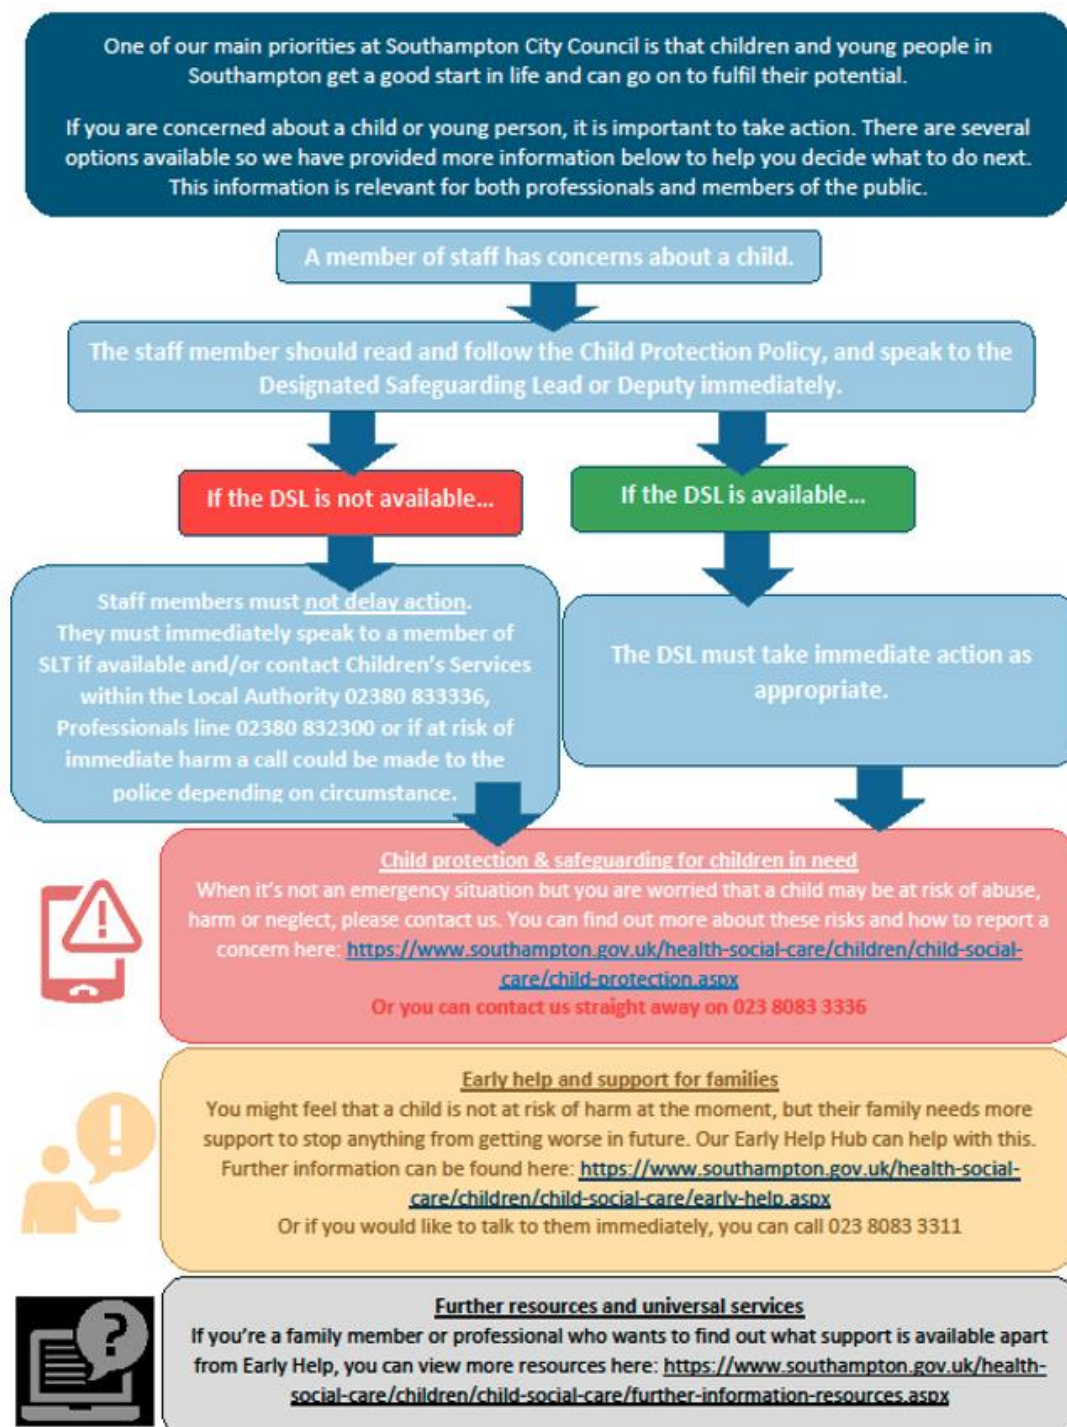 One of our main priorities at Southampton City Council is that children and young people in
Southampton get a good start in life and can go on to fulfil their potential.
If you are concerned about a child or young person, it is important to take action. There are several
options available so we have provided more information below to help you decide what to do next.
This information is relevant for both professionals and members of the public.
A member of staff has concerns about a child.
The staff member should read and follow the Child Protection Policy, and speak to the
Designated Safeguarding Lead or Deputy immediately.
If the DSL is not available...
If the DSL is available...
Staff members must not delay action.
They must immediately speak to a member of
SLT if available and/or contact Children's Services
within the Local Authority 02380 833336,
Professionals line 02380 832300 or if at risk of
immediate harm a call could be made to the
police depending on circumstance.
The DSL must take immediate action as
appropriate.
Child protection & safeguarding for children in need
When it's not an emergency situation but you are worried that a child may be at risk of abuse,
harm or neglect, please contact us. You can find out more about these risks and how to report a
concern here: https://www.southampton.gov.uk/health-social-care/children/child-social-
care/child-protection.aspx
Or you can contact us straight away on 023 8083 3336
Early help and support for families
You might feel that a child is not at risk of harm at the moment, but their family needs more
support to stop anything from getting worse in future. Our Early Help Hub can help with this.
Further information can be found here: https://www.southampton.gov.uk/health-social-
care/children/child-social-care/early-help.aspx
Or if you would like to talk to them immediately, you can call 023 8083 3311
Further resources and universal services
If you're a family member or professional who wants to find out what support is available apart
from Early Help, you can view more resources here: https://www.southampton.gov.uk/health-
social-care/children/child-social-care/further-information-resources.aspx